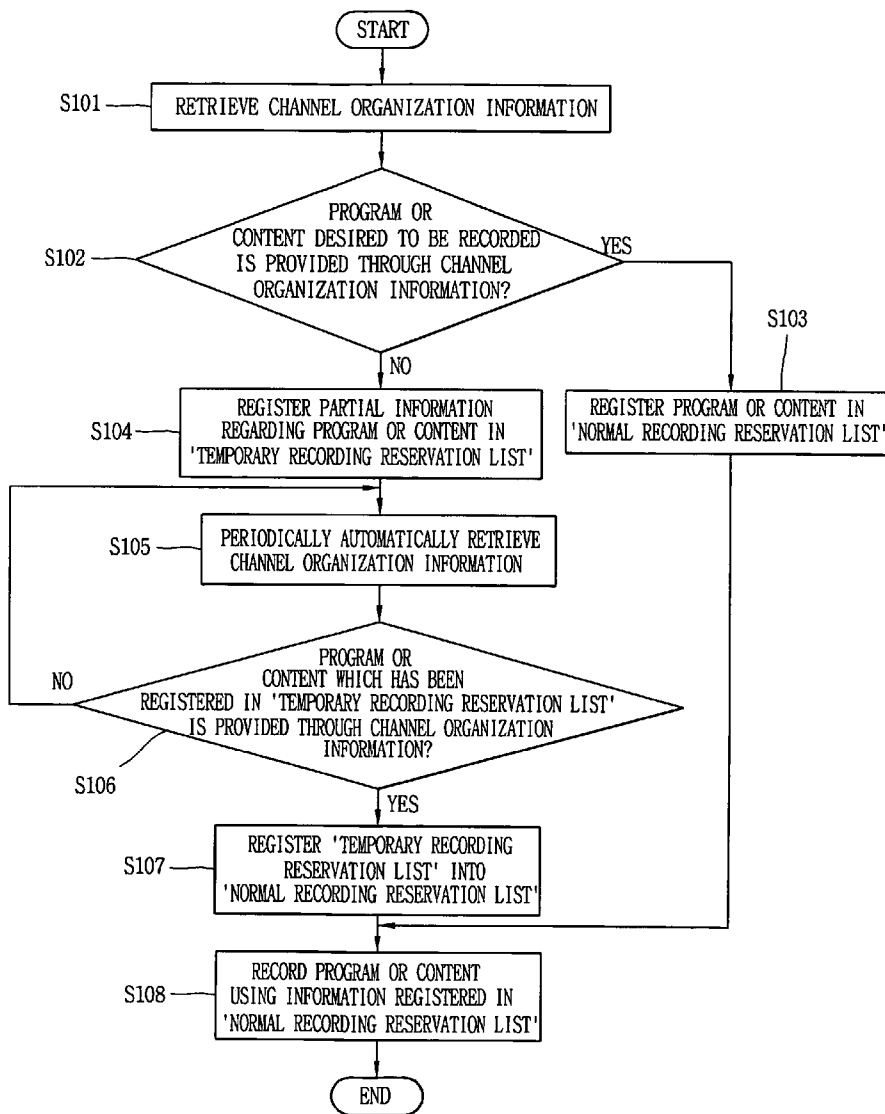 START
S101
RETRIEVE CHANNEL ORGANIZATION INFORMATION
S102
PROGRAM OR
CONTENT DESIRED TO BE RECORDED
IS PROVIDED THROUGH CHANNEL
ORGANIZATION INFORMATION?
YES
NO
S103
REGISTER PROGRAM OR CONTENT IN
'NORMAL RECORDING RESERVATION LIST'
S104
REGISTER PARTIAL INFORMATION
REGARDING PROGRAM OR CONTENT IN
'TEMPORARY RECORDING RESERVATION LIST'
S105
PERIODICALLY AUTOMATICALLY RETRIEVE
CHANNEL ORGANIZATION INFORMATION
NO
PROGRAM OR
CONTENT WHICH HAS BEEN
REGISTERED IN 'TEMPORARY RECORDING RESERVATION LIST'
IS PROVIDED THROUGH CHANNEL ORGANIZATION
INFORMATION?
S106
YES
S107
REGISTER 'TEMPORARY RECORDING
RESERVATION LIST' INTO
'NORMAL RECORDING RESERVATION LIST'
S108
RECORD PROGRAM OR CONTENT
USING INFORMATION REGISTERED IN
'NORMAL RECORDING RESERVATION LIST'
END